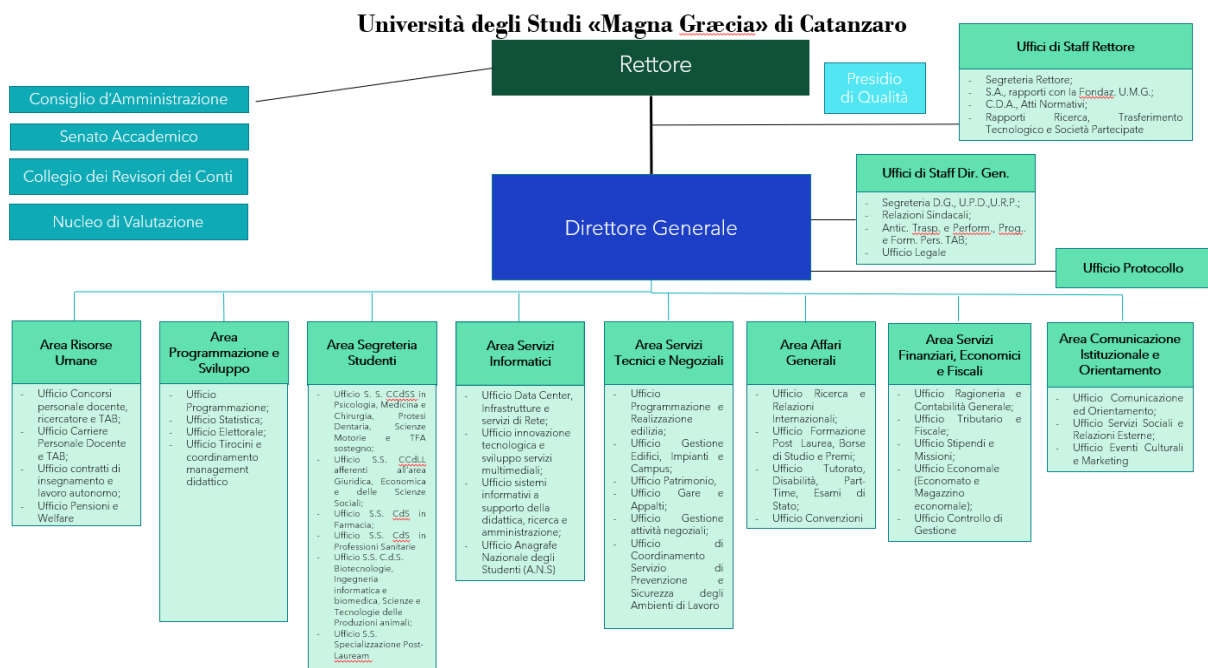 Università degli Studi «Magna Græcia» di Catanzaro
Rettore
Presidio
di Qualità
Uffici di Staff Rettore
- Segreteria Rettore;
- S.A., rapporti con la Fondaz. U.M.G.;
- C.D.A., Atti Normativi;
- Rapporti Ricerca, Trasferimento
Tecnologico e Società Partecipate
Consiglio d'Amministrazione
Senato Accademico
Collegio dei Revisori dei Conti
Nucleo di Valutazione
Direttore Generale
Uffici di Staff Dir. Gen.
- Segreteria D.G., U.P.D.,U.R.P.;
- Relazioni Sindacali;
- Antic. Trasp. e Perform., Prog..
e Form. Pers. TAB;
- Ufficio Legale
Ufficio Protocollo
Area Risorse
Umane
- Ufficio Concorsi
personale docente,
ricercatore e TAB;
- Ufficio Carriere
Personale Docente
e TAB;
- Ufficio contratti di
insegnamento e
lavoro autonomo;
- Ufficio Pensioni e
Welfare
Area
Programmazione e
Sviluppo
- Ufficio
Programmazione;
- Ufficio Statistica;
- Ufficio Elettorale;
- Ufficio Tirocini e
coordinamento
management
didattico
Area Segreteria
Studenti
- Ufficio S. S. CCdSS in
Psicologia, Medicina e
Chirurgia, Protesi
Dentaria, Scienze
Motorie e TFA
sostegno;
- Ufficio S.S. CCdLL
afferenti all'area
Giuridica, Economica
e delle Scienze
Sociali;
- Ufficio S.S. CdS in
Farmacia;
- Ufficio S.S. CdS in
Professioni Sanitarie
- Ufficio S.S. C.d.S.
Biotecnologie,
Ingegneria
informatica e
biomedica, Scienze e
Tecnologie delle
Produzioni animali;
- Ufficio S.S.
Specializzazione Post-
Lauream
Area Servizi
Informatici
- Ufficio Data Center,
Infrastrutture e
servizi di Rete;
- Ufficio innovazione
tecnologica e
sviluppo servizi
multimediali;
- Ufficio sistemi
informativi a
supporto della
didattica, ricerca e
amministrazione;
- Ufficio Anagrafe
Nazionale degli
Studenti (A.N.S)
Area Servizi
Tecnici e Negoziali
- Ufficio
Programmazione e
Realizzazione
edilizia;
- Ufficio Gestione
Edifici, Impianti e
Campus;
- Ufficio Patrimonio,
- Ufficio Gare e
Appalti;
- Ufficio Gestione
attività negoziali;
- Ufficio di
Coordinamento
Servizio di
Prevenzione e
Sicurezza degli
Ambienti di Lavoro
Area Affari
Generali
- Ufficio Ricerca e
Relazioni
Internazionali;
- Ufficio Formazione
Post Laurea, Borse
di Studio e Premi;
- Ufficio Tutorato,
Disabilità, Part-
Time, Esami di
Stato;
- Ufficio Convenzioni
Area Servizi
Finanziari, Economici
e Fiscali
- Ufficio Ragioneria e
Contabilità Generale;
- Ufficio Tributario e
Fiscale;
- Ufficio Stipendi e
Missioni;
- Ufficio Economale
(Economato e
Magazzino
economale);
- Ufficio Controllo di
Gestione
Area Comunicazione
Istituzionale e
Orientamento
- Ufficio Comunicazione
ed Orientamento;
- Ufficio Servizi Sociali e
Relazioni Esterne;
- Ufficio Eventi Culturali
e Marketing